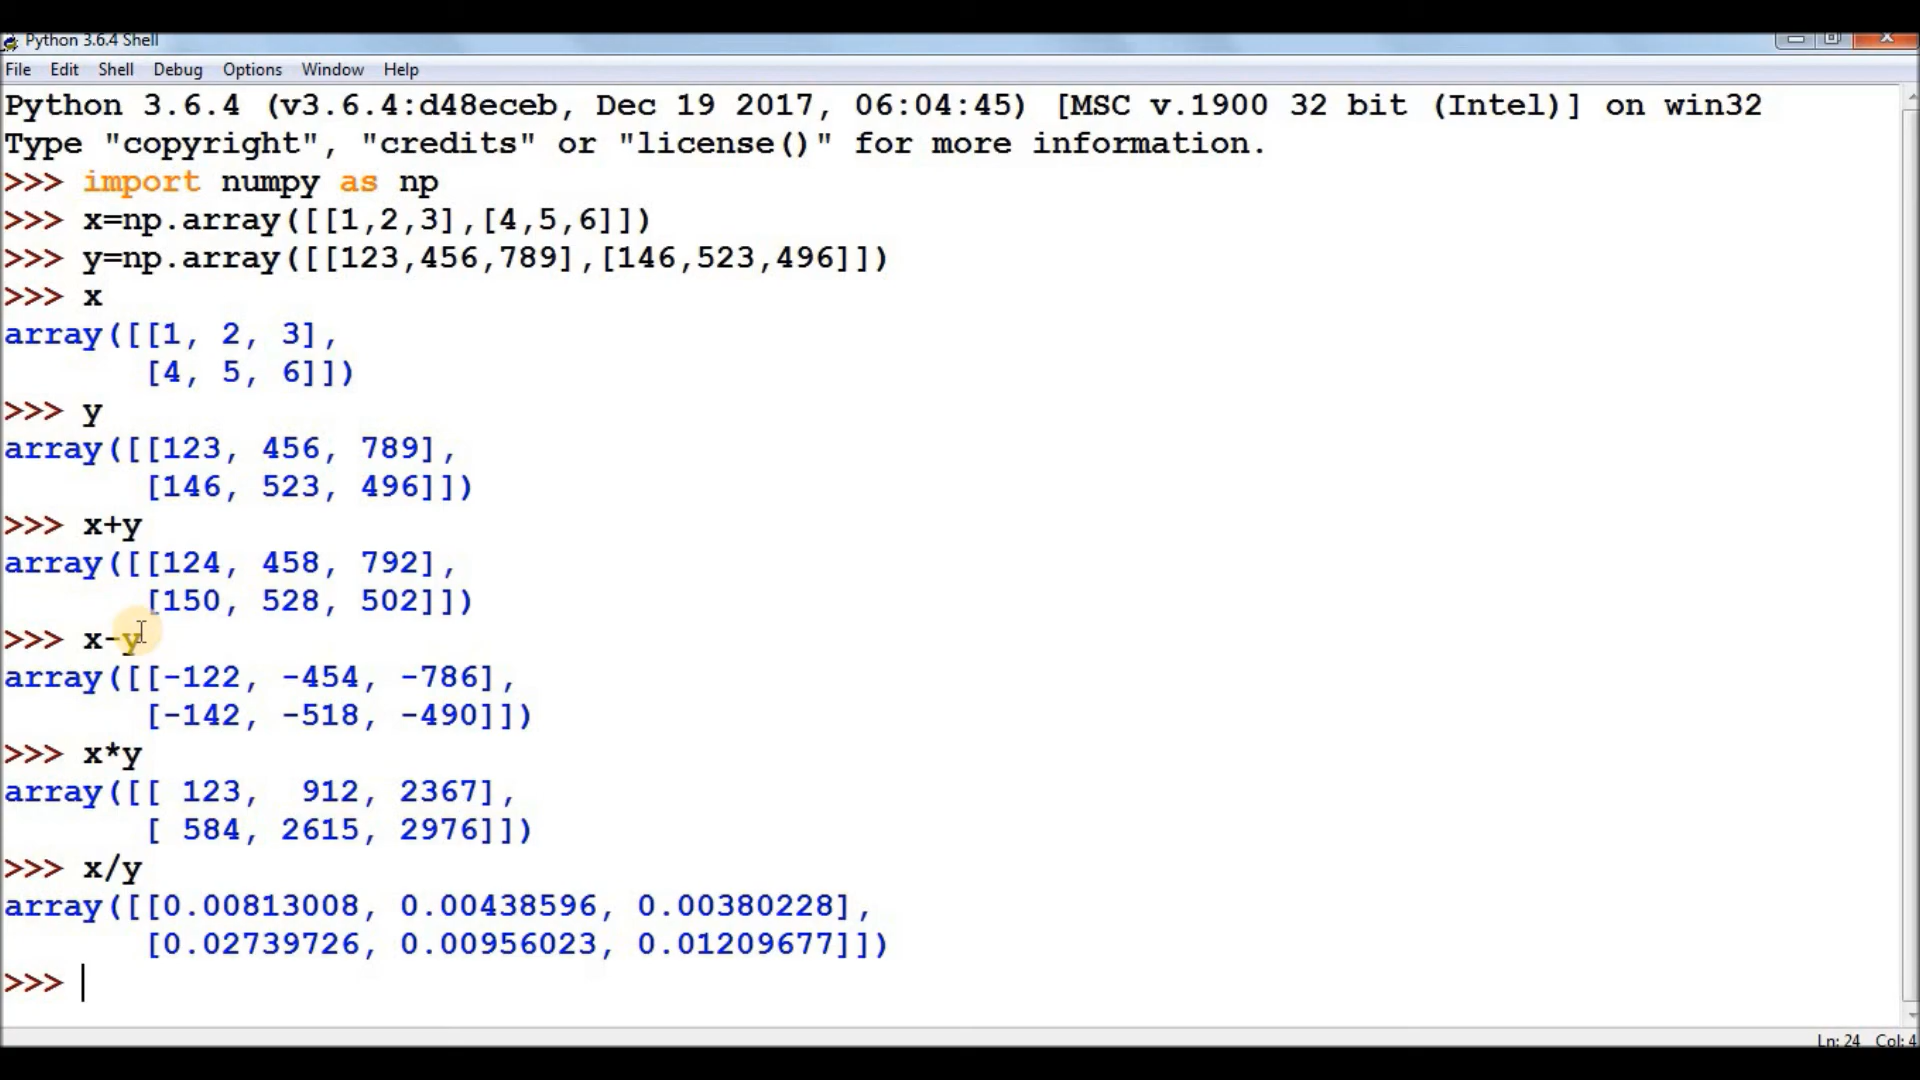 Python 3.6.4 Shell
File Edit Shell Debug Options Window Help
Python 3.6.4 (v3.6.4:d48eceb, Dec 19 2017, 06:04:45) [MSC v.1900 32 bit (Intel)] on win32
Type "copyright", "credits" or "license()" for more information.
>>> import numpy as np
>>> x=np.array([[1,2,3],[4,5,6]])
>>> y=np.array([[123,456,789],[146,523,496]])
>>> x
array([[1, 2, 3],
       [4, 5, 6]])
>>> y
array([[123, 456, 789],
       [146, 523, 496]])
>>> x+y
array([[124, 458, 792],
       [150, 528, 502]])
>>> x-y
array([[-122, -454, -786],
       [-142, -518, -490]])
>>> x*y
array([[ 123,  912, 2367],
       [ 584, 2615, 2976]])
>>> x/y
array([[0.00813008, 0.00438596, 0.00380228],
       [0.02739726, 0.00956023, 0.01209677]])
>>>
Ln: 24 Col: 4